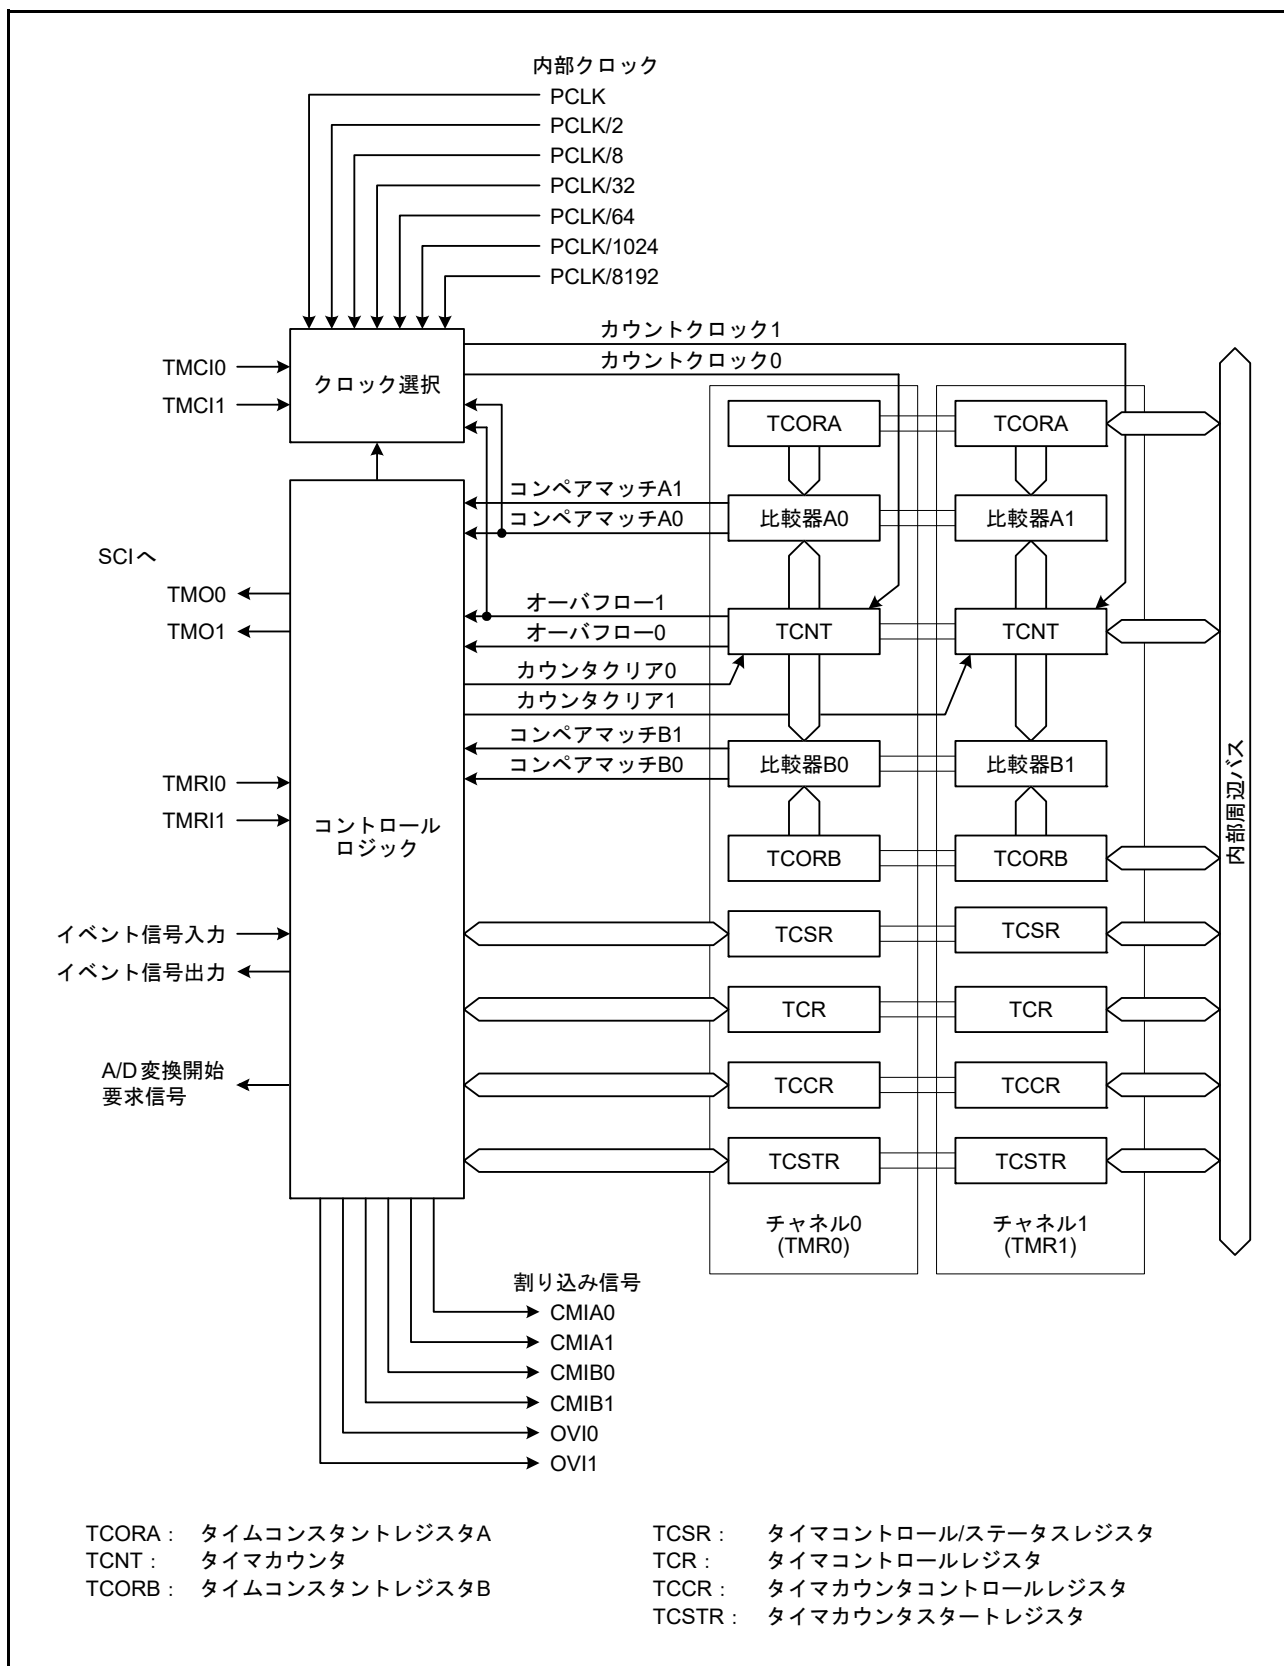 内部クロック
PCLK
PCLK/2
PCLK/8
PCLK/32
PCLK/64
PCLK/1024
PCLK/8192
カウントクロック1
カウントクロック0
TMCI0
TMCI1
クロック選択
TCORA
TCORA
コンペアマッチA1
コンペアマッチA0
比較器A0
比較器A1
SCIへ
TMO0
TMO1
オーバフロー1
オーバフロー0
TCNT
TCNT
カウンタクリア0
カウンタクリア1
コンペアマッチB1
コンペアマッチB0
比較器B0
比較器B1
内部周辺バス
TMRI0
TMRI1
コントロール
ロジック
TCORB
TCORB
イベント信号入力
イベント信号出力
TCSR
TCSR
TCR
TCR
A/D変換開始
要求信号
TCCR
TCCR
TCSTR
TCSTR
チャネル0
(TMR0)
チャネル1
(TMR1)
割り込み信号
CMIA0
CMIA1
CMIB0
CMIB1
OVI0
OVI1
TCORA： タイムコンスタントレジスタA
TCNT： タイマカウンタ
TCORB： タイムコンスタントレジスタB
TCSR： タイマコントロール/ステータスレジスタ
TCR： タイマコントロールレジスタ
TCCR： タイマカウンタコントロールレジスタ
TCSTR： タイマカウンタスタートレジスタ